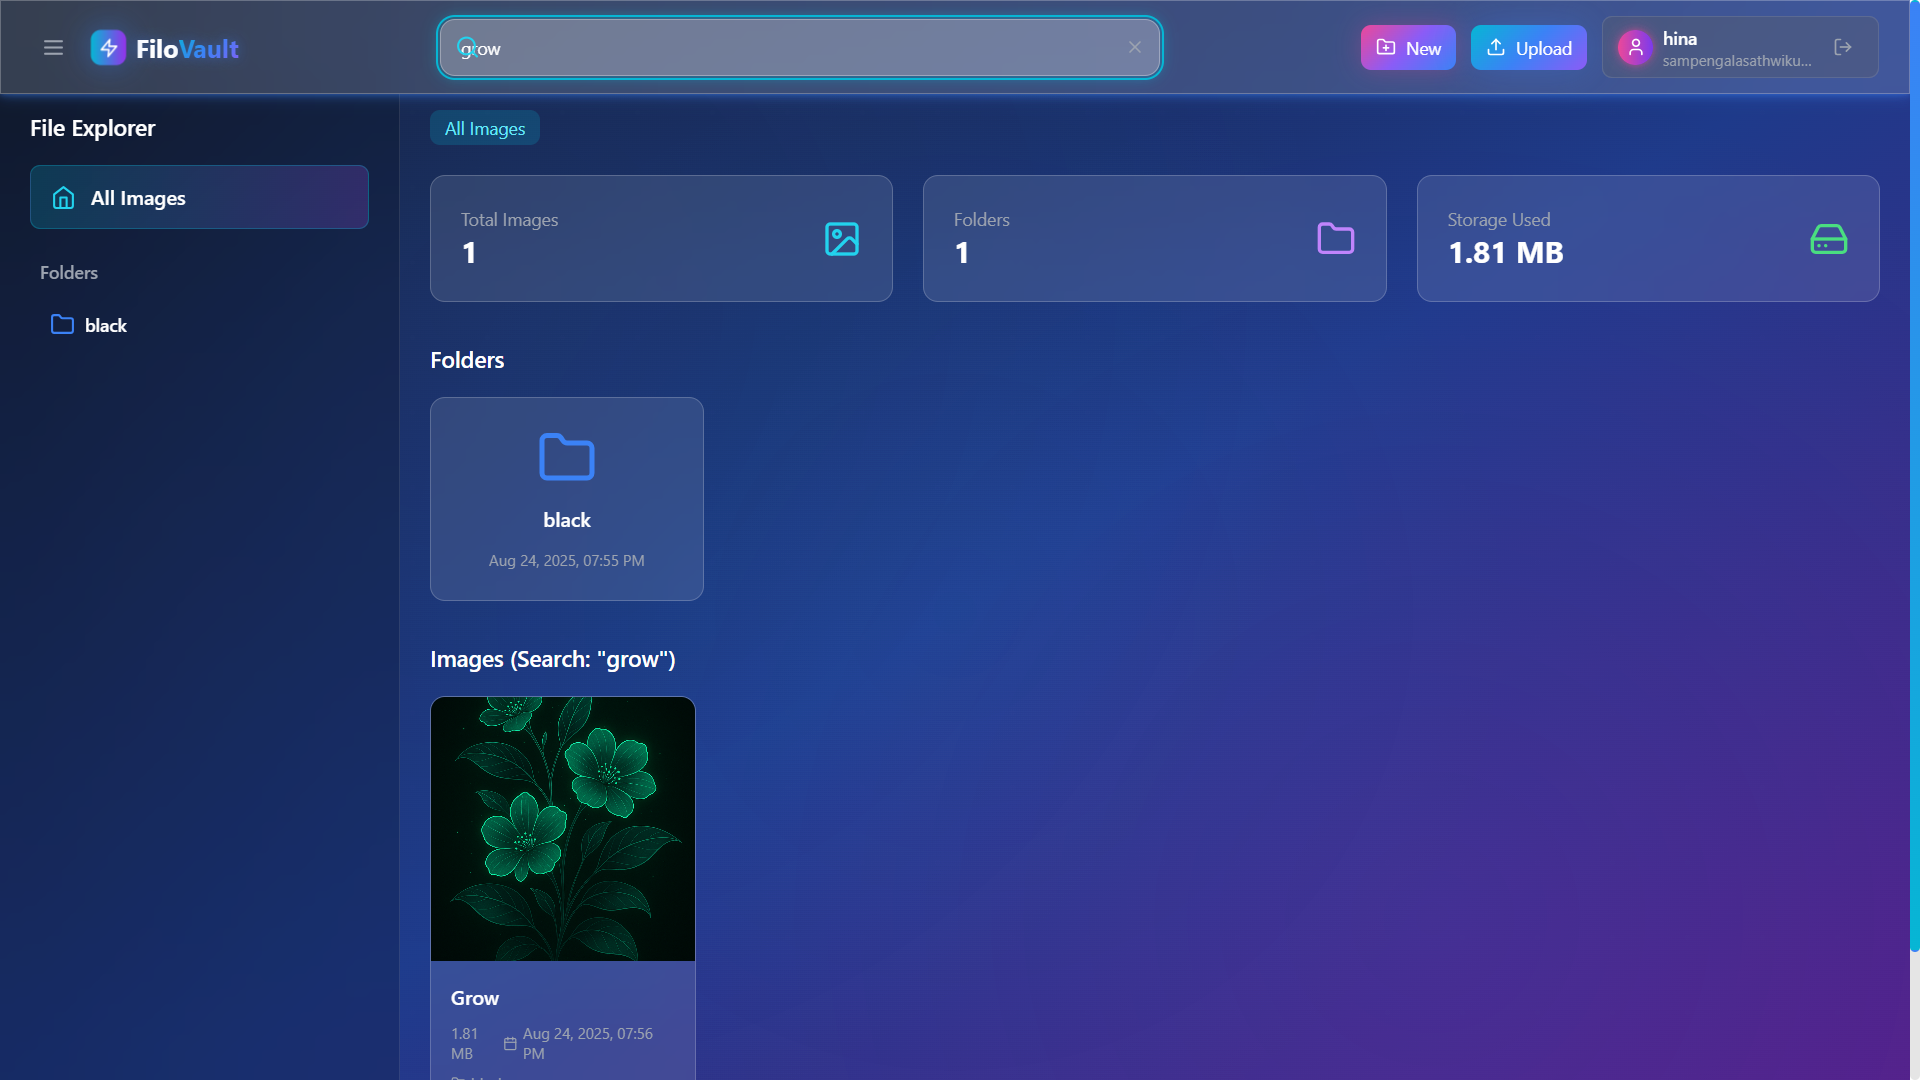 FiloVault
grow
New
Upload
hina
sampengalasathwiku...
File Explorer
All Images
Folders
black
All Images
Total Images
1
Folders
1
Storage Used
1.81 MB
Folders
black
Aug 24, 2025, 07:55 PM
Images (Search: "grow")
Grow
1.81
MB
Aug 24, 2025, 07:56
PM